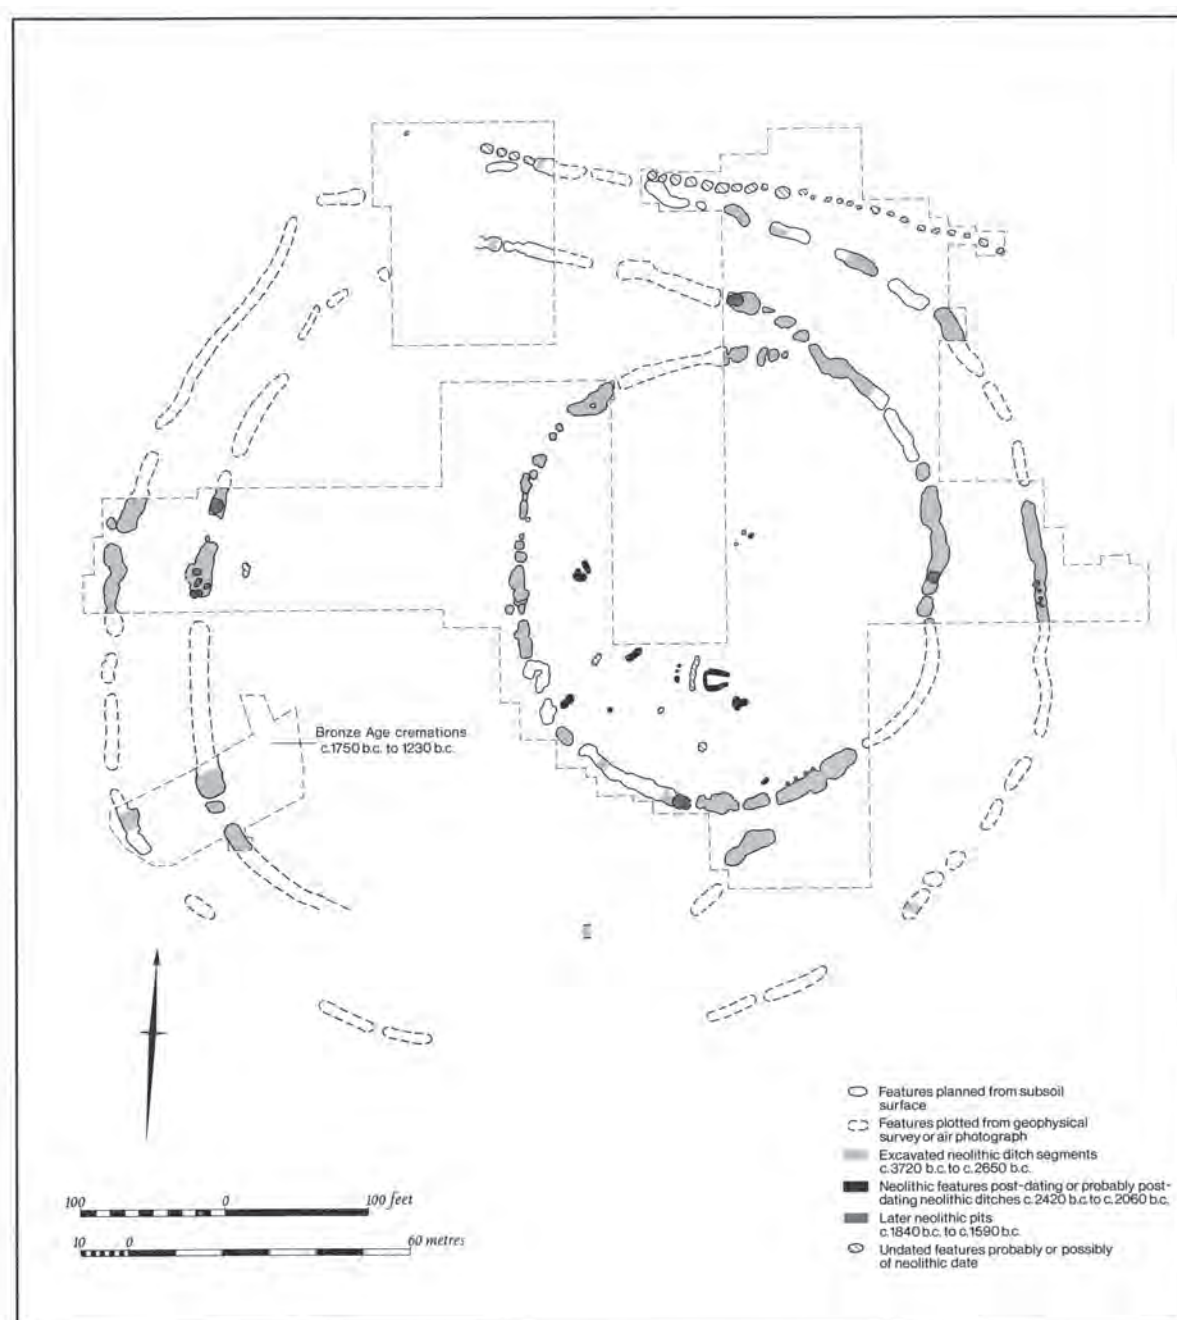 Bronze Age cremations
c.1750 b.c. to 1230 b.c.
Features planned from subsoil
surface
Features plotted from geophysical
survey or air photograph
Excavated neolithic ditch segments
c.3720 b.c. to c.2650 b.c.
Neolithic features post-dating or probably post-
dating neolithic ditches c.2420 b.c. to c.2060 b.c.
Later neolithic pits
c.1840 b.c. to c.1590 b.c.
Undated features probably or possibly
of neolithic date
100 0 100 feet
10 0 60 metres